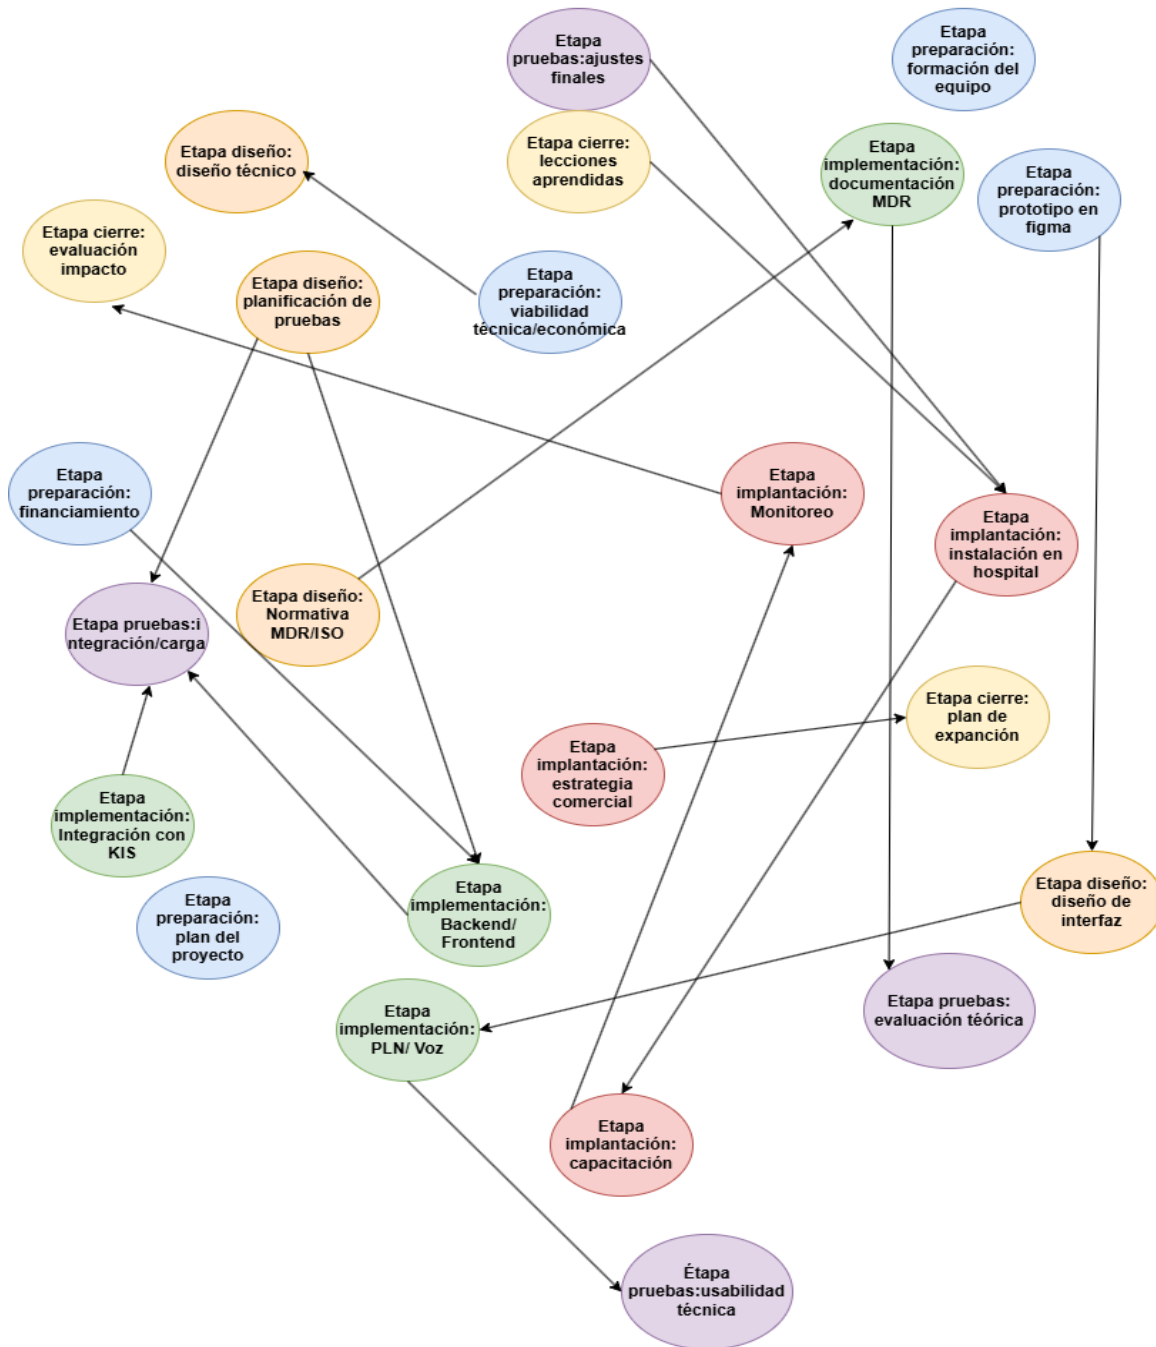 Etapa
pruebas:ajustes
finales
Etapa
preparación:
formación del
equipo
Etapa diseño:
diseño técnico
Etapa cierre:
lecciones
aprendidas
Etapa
implementación:
documentación
MDR
Etapa
preparación:
prototipo en
figma
Etapa cierre:
evaluación
impacto
Etapa diseño:
planificación de
pruebas
Etapa
preparación:
viabilidad
técnica/económica
Etapa
preparación:
financiamiento
Etapa
implantación:
Monitoreo
Etapa
implantación:
instalación en
hospital
Etapa diseño:
Normativa
MDR/ISO
Etapa pruebas:i
ntegración/carga
Etapa cierre:
plan de
expanción
Etapa
implantación:
estrategia
comercial
Etapa
implementación:
Integración con
KIS
Etapa
preparación:
plan del
proyecto
Etapa
implementación:
Backend/
Frontend
Etapa diseño:
diseño de
interfaz
Etapa
implementación:
PLN/ Voz
Etapa pruebas:
evaluación téórica
Etapa
implantación:
capacitación
Étapa
pruebas:usabilidad
técnica